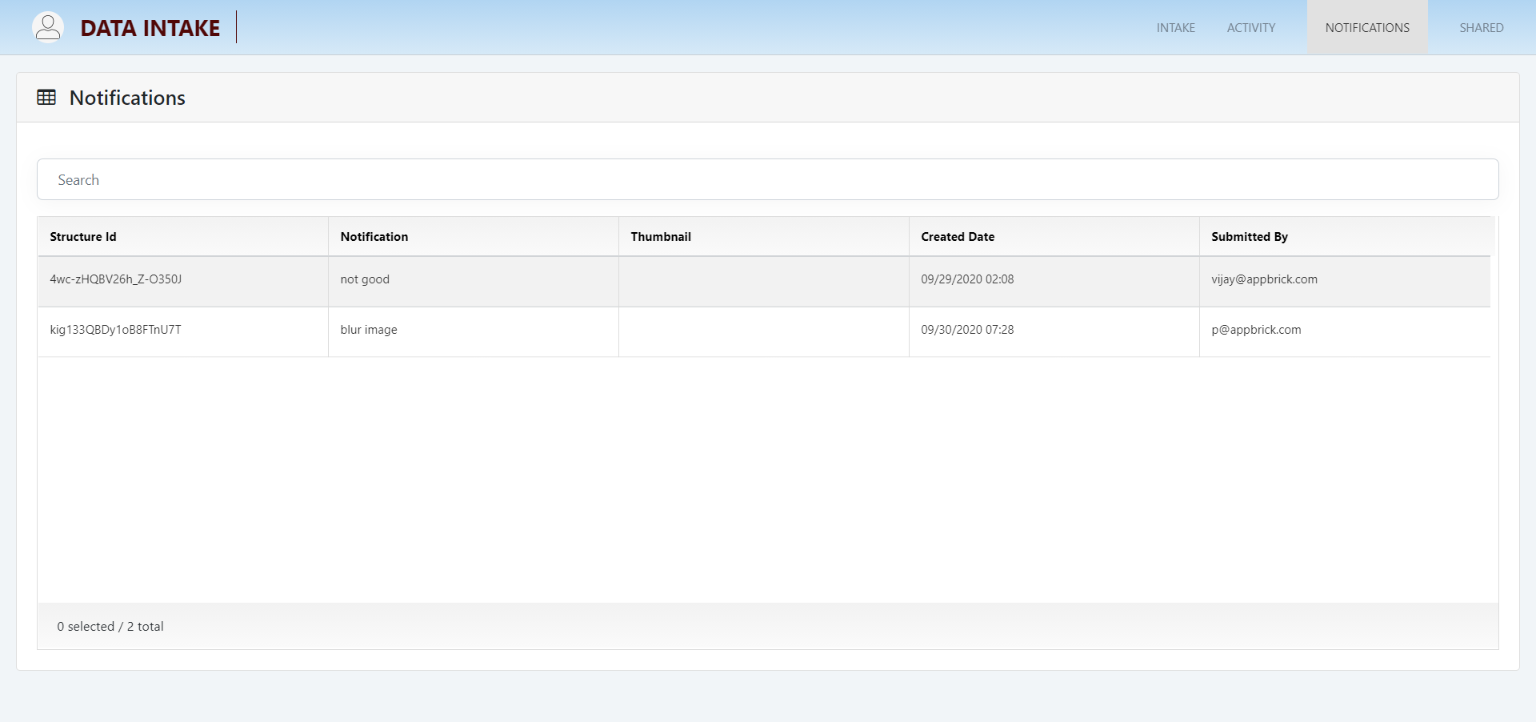 DATA INTAKE
INTAKE ACTIVITY NOTIFICATIONS SHARED
Notifications
Search
Structure Id Notification Thumbnail Created Date Submitted By
4wc-zHQBV26h_Z-O350J not good 09/29/2020 02:08 vijay@appbrick.com
kig133QBDy1oB8FTnU7T blur image 09/30/2020 07:28 p@appbrick.com
0 selected / 2 total